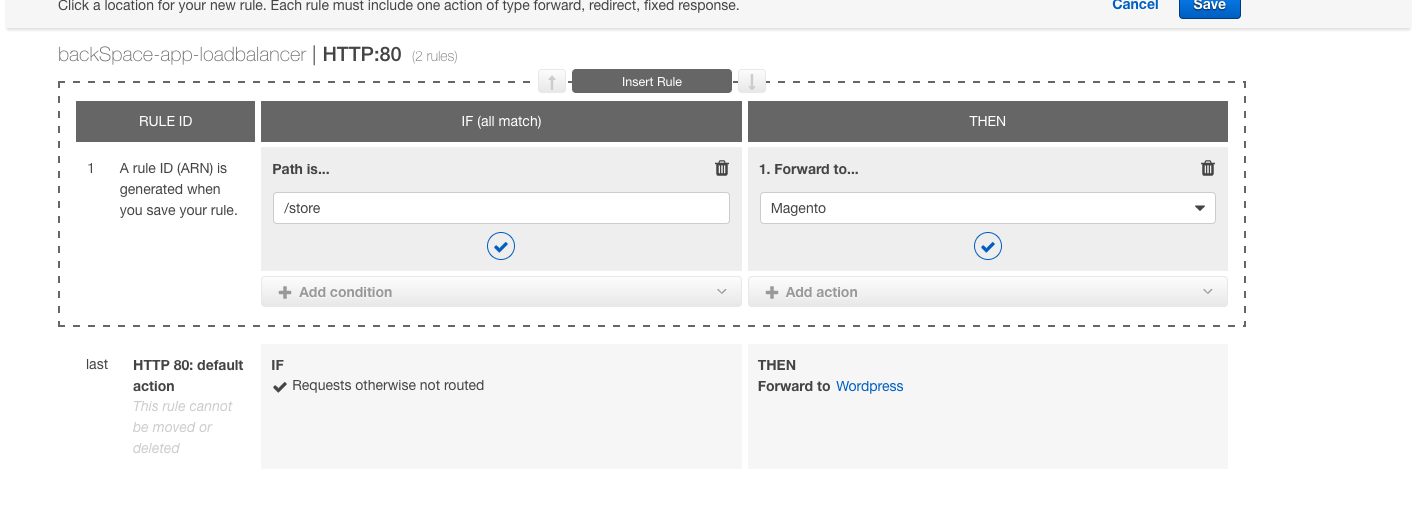 Click a location for your new rule. Each rule must include one action of type forward, redirect, fixed response.
Cancel
Save
backSpace-app-loadbalancer | HTTP:80 (2 rules)
Insert Rule
RULE ID
IF (all match)
THEN
1
A rule ID (ARN) is
generated when
you save your rule.
Path is...
/store
Add condition
1. Forward to...
Magento
Add action
last
HTTP 80: default
action
This rule cannot
be moved or
deleted
IF
Requests otherwise not routed
THEN
Forward to Wordpress